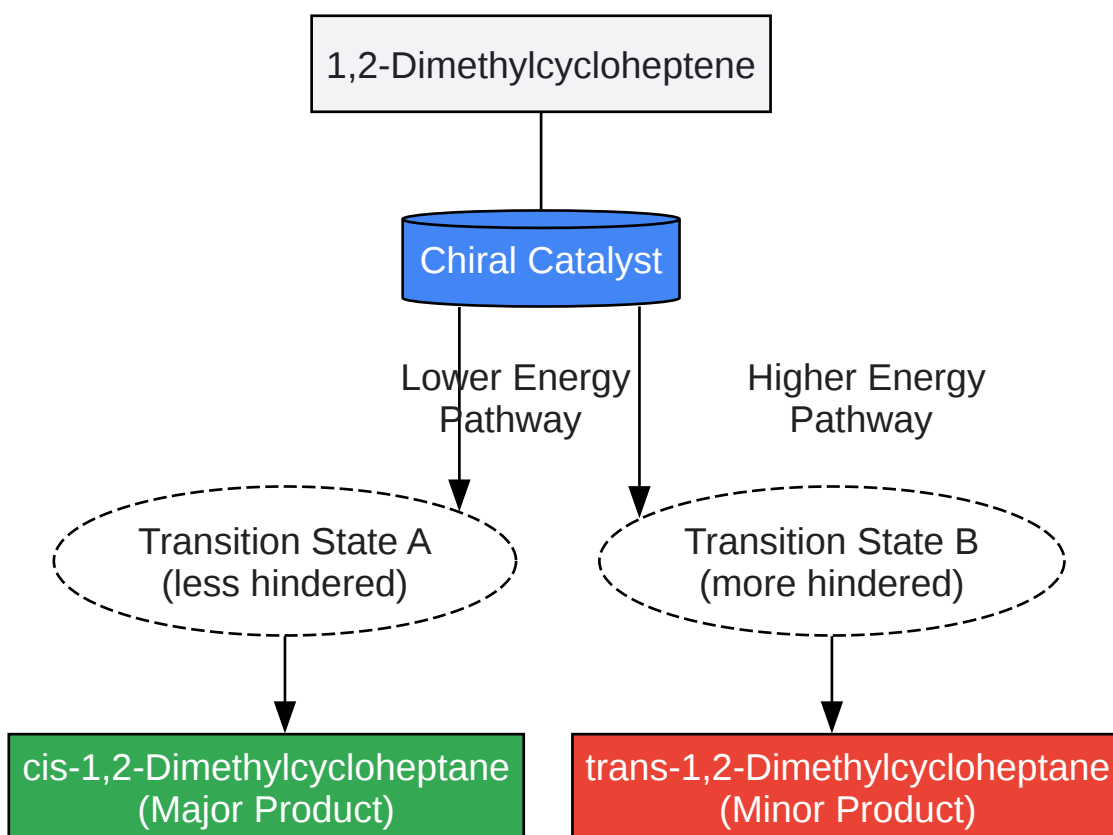 1,2-Dimethylcycloheptene
Chiral Catalyst
Lower Energy
Pathway
Higher Energy
Pathway
Transition State A
(less hindered)
Transition State B
(more hindered)
cis-1,2-Dimethylcycloheptane
(Major Product)
trans-1,2-Dimethylcycloheptane
(Minor Product)